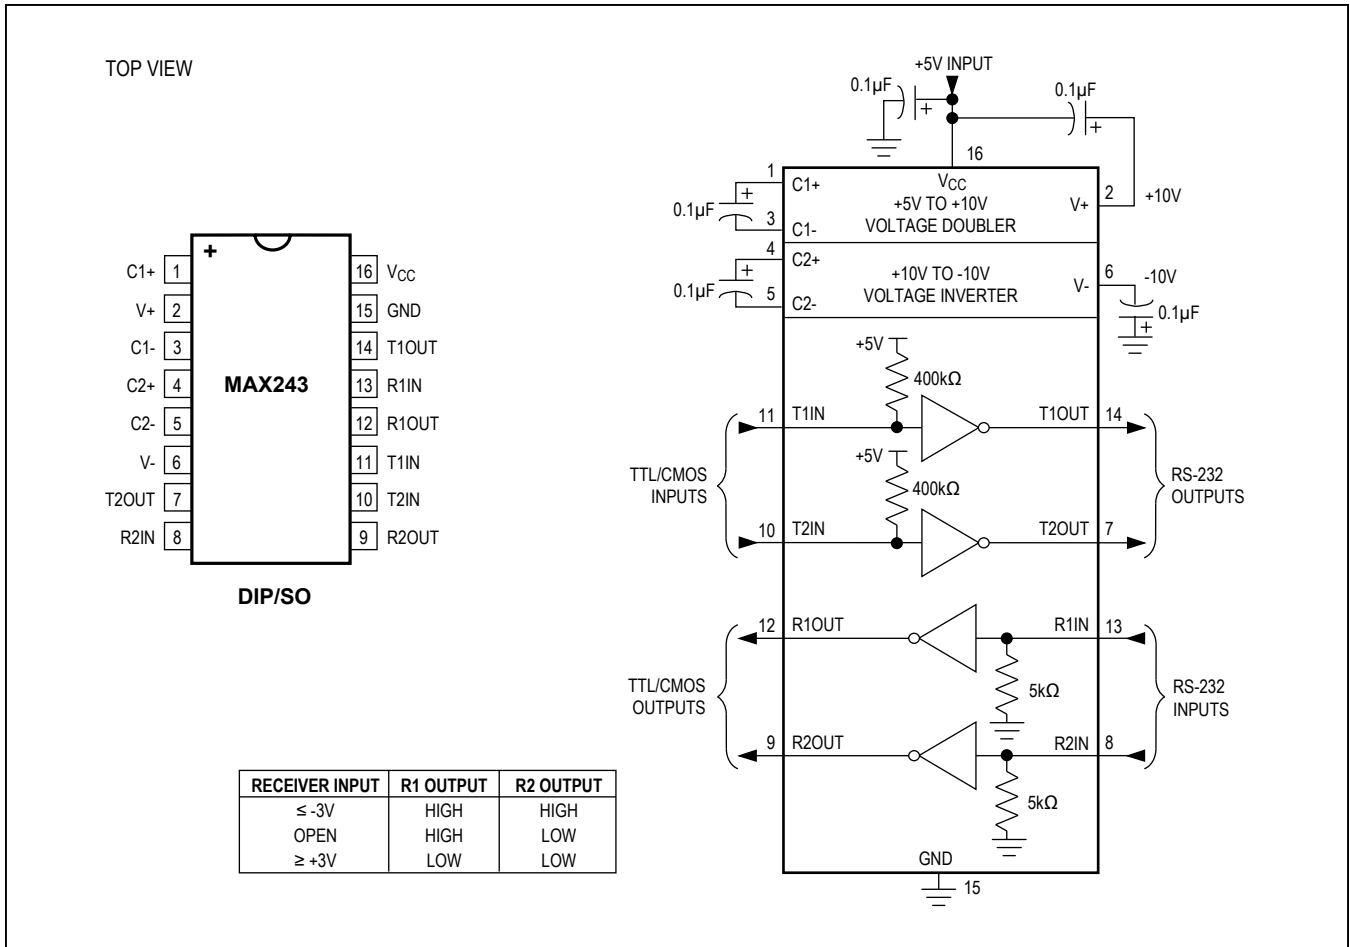 TOP VIEW
+
C1+ 1
V+ 2
C1- 3
C2+ 4
C2- 5
V- 6
T2OUT 7
R2IN 8
MAX243
16 VCC
15 GND
14 T1OUT
13 R1IN
12 R1OUT
11 T1IN
10 T2IN
9 R2OUT
DIP/SO
RECEIVER INPUT R1 OUTPUT R2 OUTPUT
≤ -3V HIGH HIGH
OPEN HIGH LOW
≥ +3V LOW LOW
+5V INPUT
0.1µF
+
0.1µF
+
16
VCC
+5V TO +10V
VOLTAGE DOUBLER
1
C1+
+
0.1µF
3
C1-
V+
2
+10V
4
C2+
+
0.1µF
5
C2-
+10V TO -10V
VOLTAGE INVERTER
V-
6
-10V
0.1µF
+
+5V
400kΩ
11 T1IN
T1OUT 14
+5V
400kΩ
TTL/CMOS
INPUTS
RS-232
OUTPUTS
10 T2IN
T2OUT 7
12 R1OUT
R1IN 13
5kΩ
TTL/CMOS
OUTPUTS
RS-232
INPUTS
9 R2OUT
R2IN 8
5kΩ
GND
15